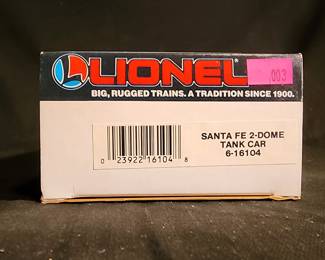 LIONEL
.003
BIG, RUGGED TRAINS. A TRADITION SINCE 1900.
SANTA FE 2-DOME
TANK CAR
6-16104
0 23922 16104 8